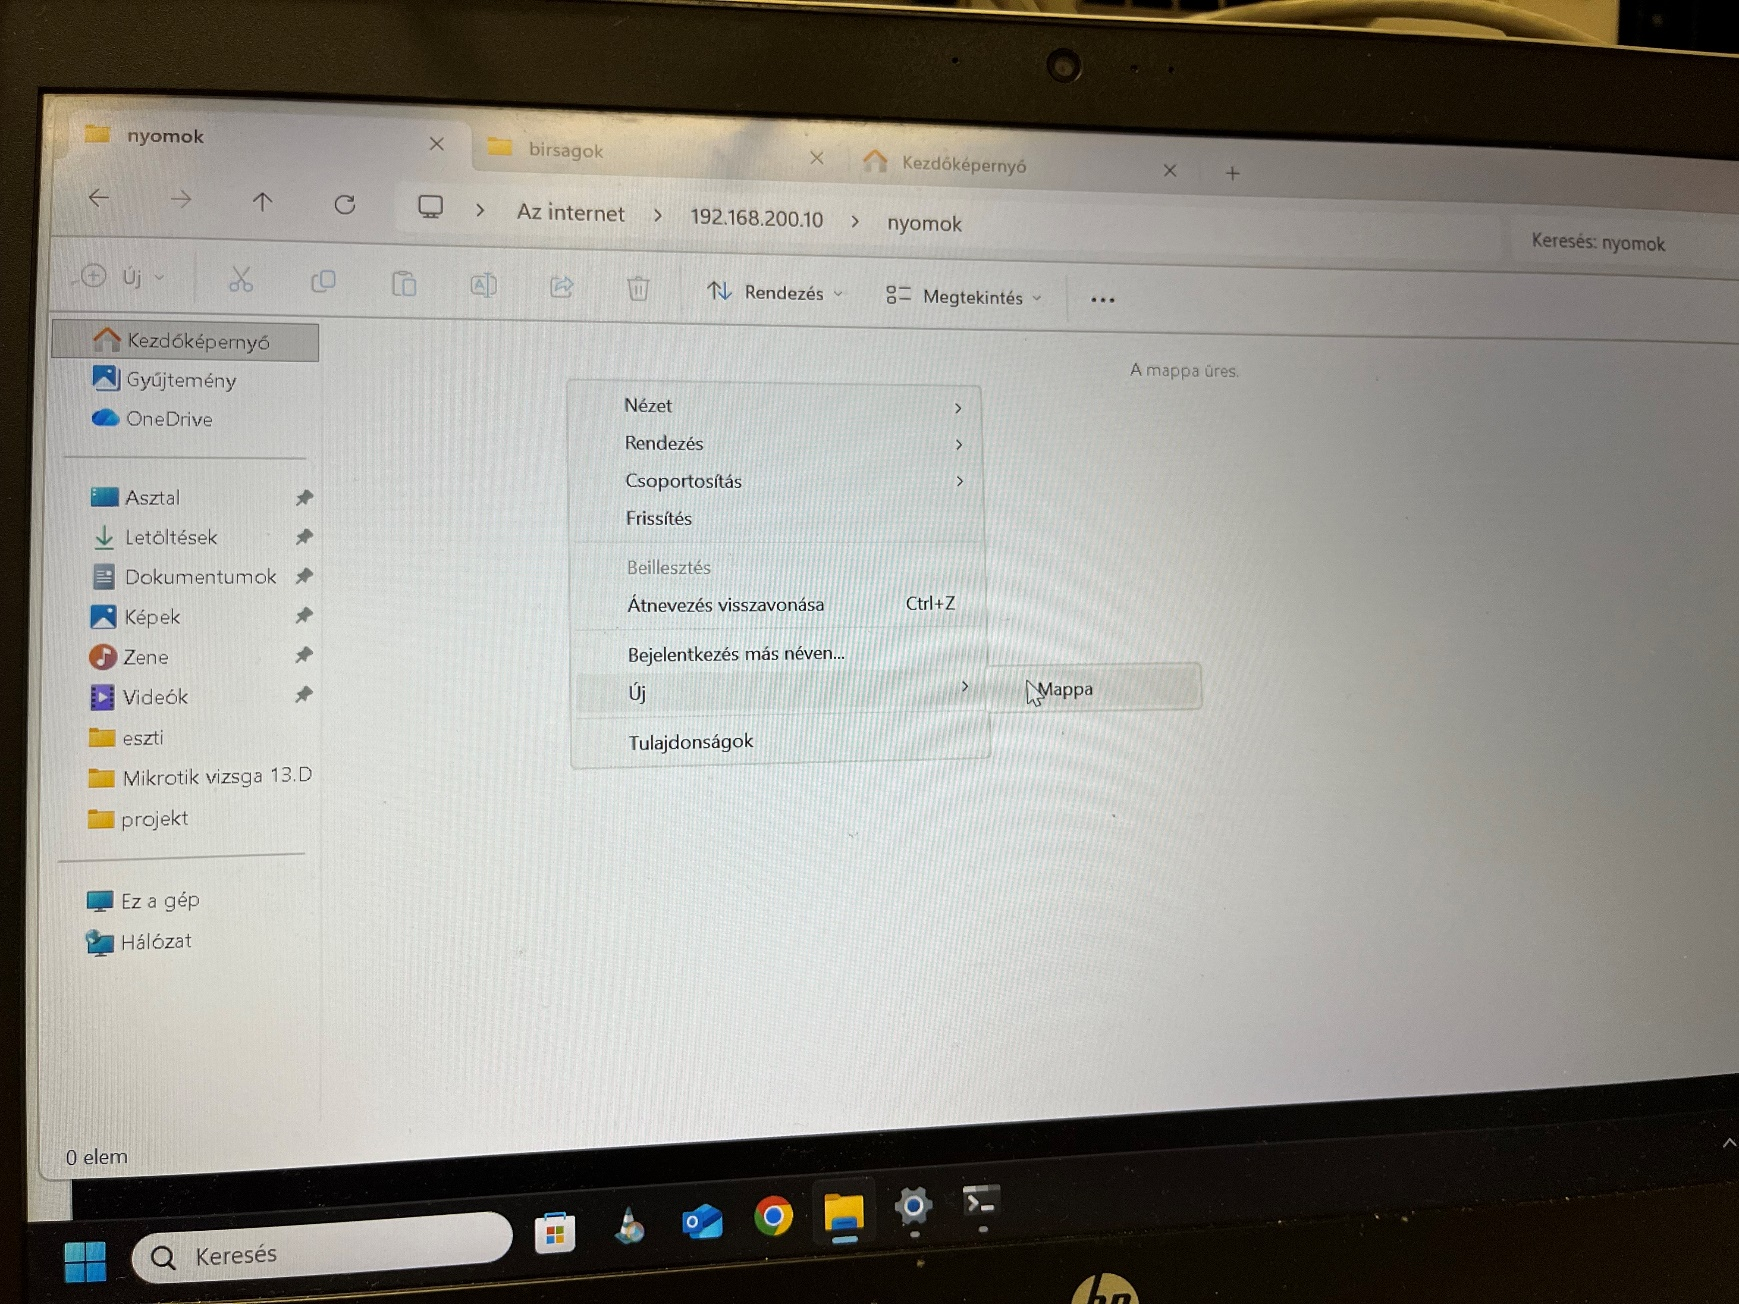 nyomok
birsagok
Kezdőképernyő
Az internet
192.168.200.10
nyomok
Keresés: nyomok
Új
Rendezés
Megtekintés
Kezdőképernyő
Gyűjtemény
OneDrive
Asztal
Letöltések
Dokumentumok
Képek
Zene
Videók
eszti
Mikrotik vizsga 13.D
projekt
Ez a gép
Hálózat
A mappa üres.
Nézet
Rendezés
Csoportosítás
Frissítés
Beillesztés
Átnevezés visszavonása Ctrl+Z
Bejelentkezés más néven...
Új
Mappa
Tulajdonságok
0 elem
Keresés
hp